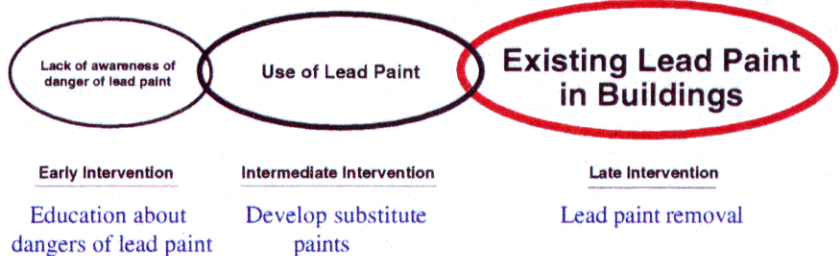 Lack of awareness of
danger of lead paint
Use of Lead Paint
Existing Lead Paint
in Buildings
Early Intervention
Intermediate Intervention
Late Intervention
Education about
dangers of lead paint
Develop substitute
paints
Lead paint removal